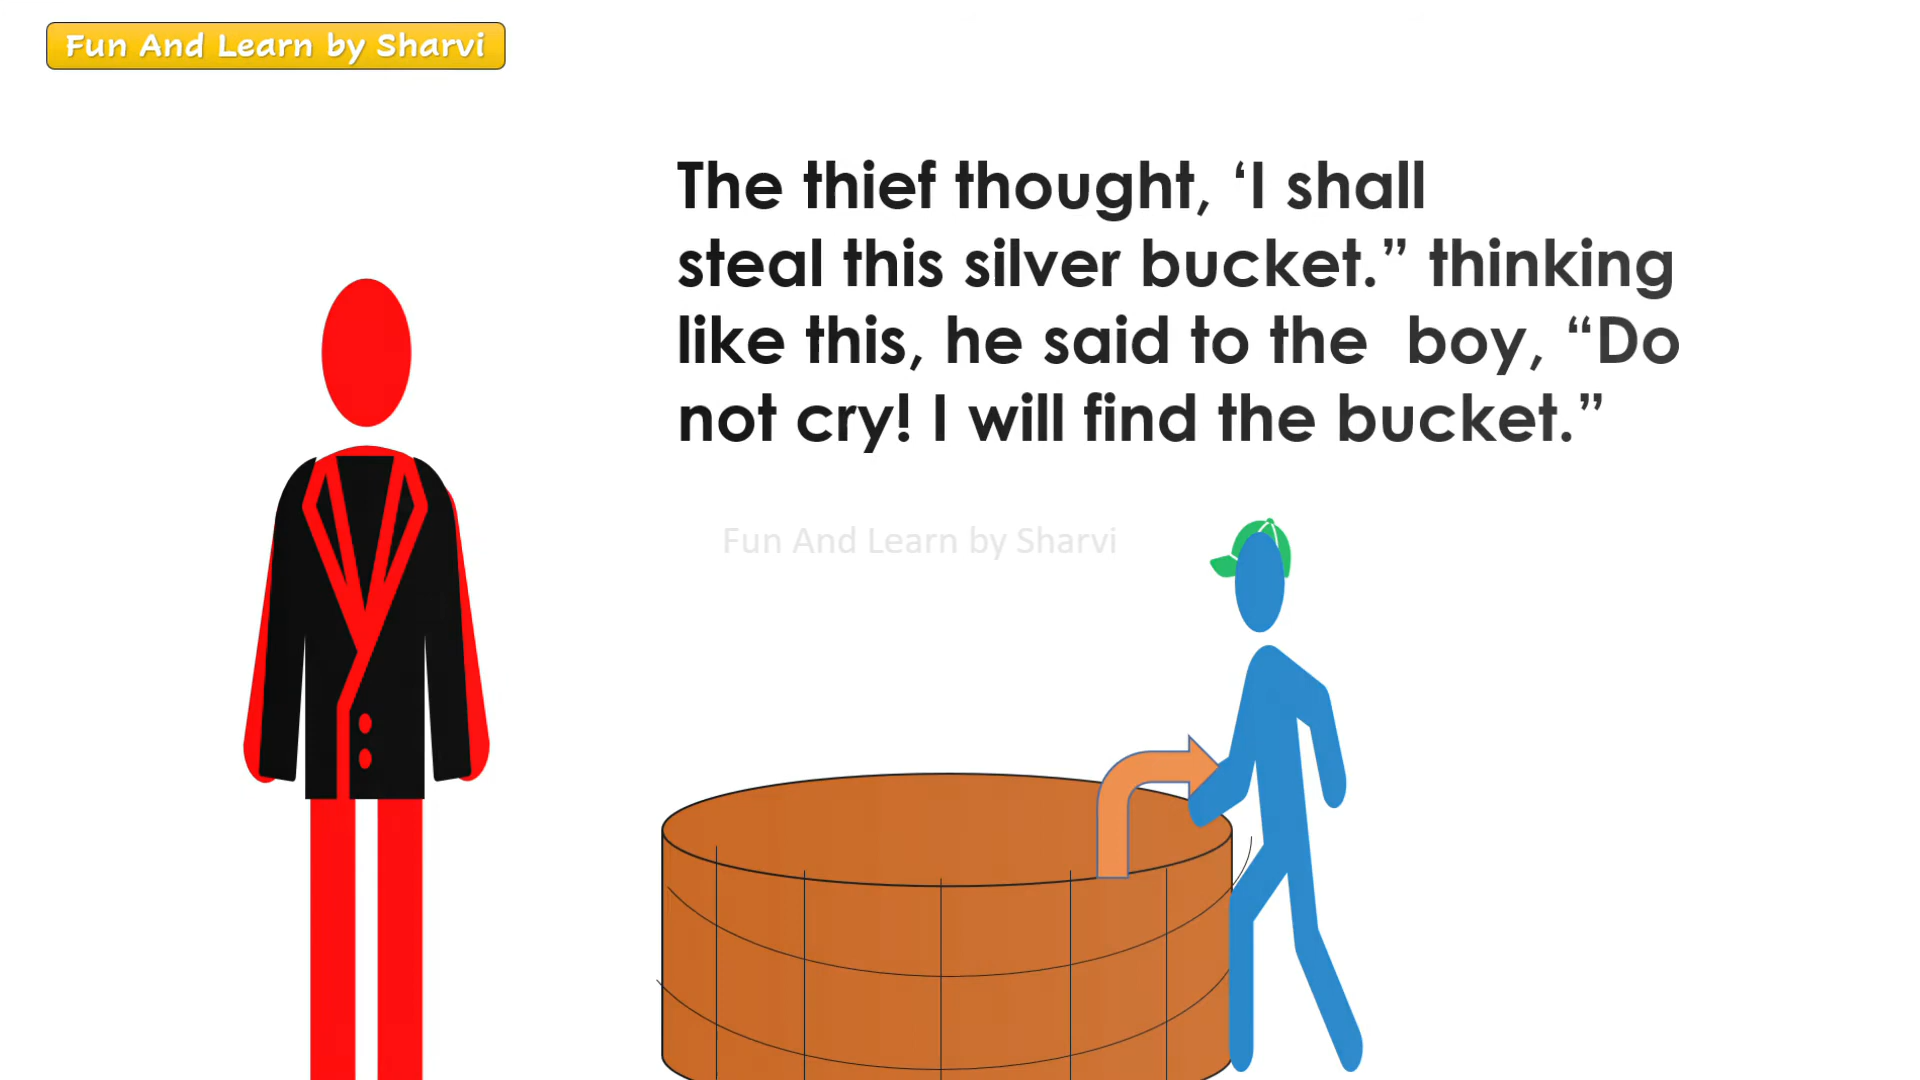 Fun And Learn by Sharvi
The thief thought, ‘I shall
steal this silver bucket.” thinking
like this, he said to the  boy, “Do
not cry! I will find the bucket.”
Fun And Learn by Sharvi